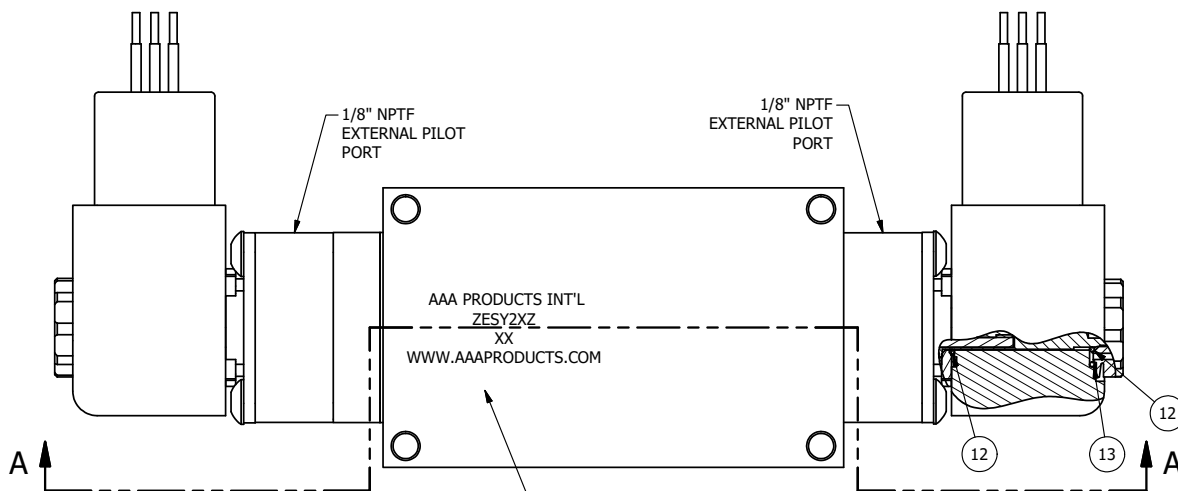 1/8" NPTF
EXTERNAL PILOT
PORT
1/8" NPTF
EXTERNAL PILOT
PORT
AAA PRODUCTS INT'L
ZESY2XZ
XX
WWW.AAAPRODUCTS.COM
12
12
13
A
A